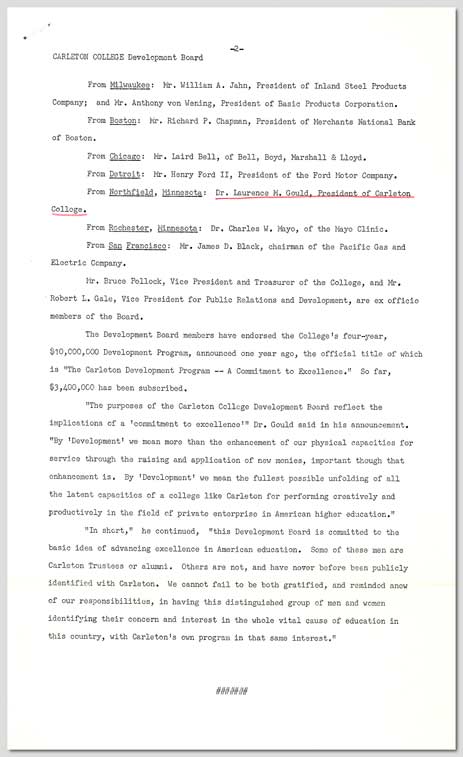 -2-
CARLETON COLLEGE Development Board
From Milwaukee: Mr. William A. Jahn, President of Inland Steel Products
Company; and Mr. Anthony von Wening, President of Basic Products Corporation.
From Boston: Mr. Richard P. Chapman, President of Merchants National Bank
of Boston.
From Chicago: Mr. Laird Bell, of Bell, Boyd, Marshall & Lloyd.
From Detroit: Mr. Henry Ford II, President of the Ford Motor Company.
From Northfield, Minnesota: Dr. Laurence M. Gould, President of Carleton
College.
From Rochester, Minnesota: Dr. Charles W. Mayo, of the Mayo Clinic.
From San Francisco: Mr. James D. Black, chairman of the Pacific Gas and
Electric Company.
Mr. Bruce Pollock, Vice President and Treasurer of the College, and Mr.
Robert L. Gale, Vice President for Public Relations and Development, are ex officio
members of the Board.
The Development Board members have endorsed the College's four-year,
$10,000,000 Development Program, announced one year ago, the official title of which
is "The Carleton Development Program -- A Commitment to Excellence." So far,
$3,400,000 has been subscribed.
"The purposes of the Carleton College Development Board reflect the
implications of a 'commitment to excellence'" Dr. Gould said in his announcement.
"By 'Development' we mean more than the enhancement of our physical capacities for
service through the raising and application of new monies, important though that
enhancement is. By 'Development' we mean the fullest possible unfolding of all
the latent capacities of a college like Carleton for performing creatively and
productively in the field of private enterprise in American higher education."
"In short," he continued, "this Development Board is committed to the
basic idea of advancing excellence in American education. Some of these men are
Carleton Trustees or alumni. Others are not, and have never before been publicly
identified with Carleton. We cannot fail to be both gratified, and reminded anew
of our responsibilities, in having this distinguished group of men and women
identifying their concern and interest in the whole vital cause of education in
this country, with Carleton's own program in that same interest."
#######